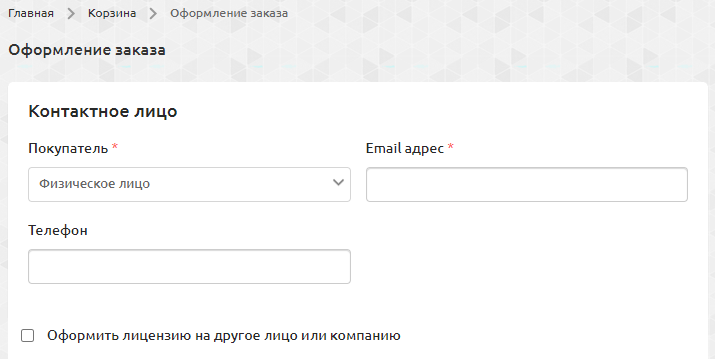 Главная Корзина Оформление заказа
Оформление заказа
Контактное лицо
Покупатель * Email адрес *
Физическое лицо
Телефон
Оформить лицензию на другое лицо или компанию